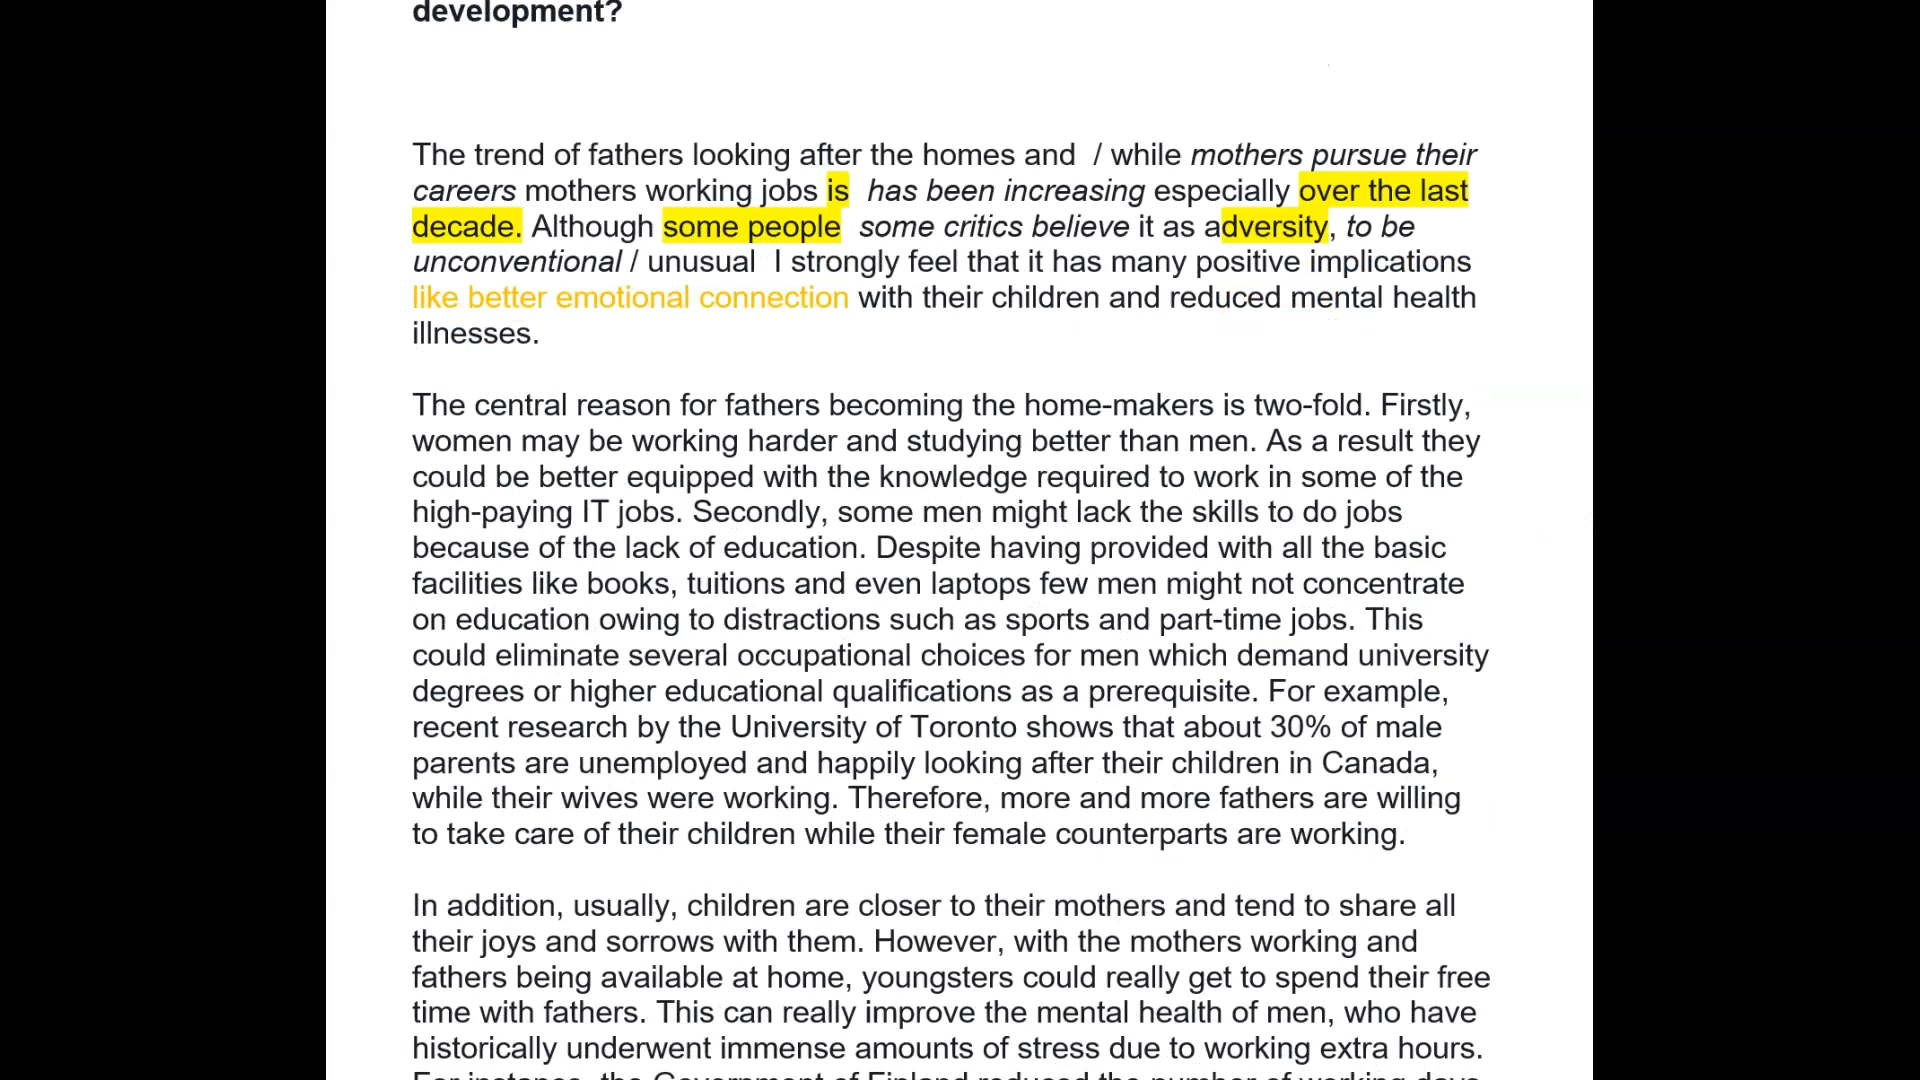 development?
The trend of fathers looking after the homes and / while mothers pursue their
careers mothers working jobs is has been increasing especially over the last
decade. Although some people some critics believe it as adversity, to be
unconventional / unusual I strongly feel that it has many positive implications
like better emotional connection with their children and reduced mental health
illnesses.
The central reason for fathers becoming the home-makers is two-fold. Firstly,
women may be working harder and studying better than men. As a result they
could be better equipped with the knowledge required to work in some of the
high-paying IT jobs. Secondly, some men might lack the skills to do jobs
because of the lack of education. Despite having provided with all the basic
facilities like books, tuitions and even laptops few men might not concentrate
on education owing to distractions such as sports and part-time jobs. This
could eliminate several occupational choices for men which demand university
degrees or higher educational qualifications as a prerequisite. For example,
recent research by the University of Toronto shows that about 30% of male
parents are unemployed and happily looking after their children in Canada,
while their wives were working. Therefore, more and more fathers are willing
to take care of their children while their female counterparts are working.
In addition, usually, children are closer to their mothers and tend to share all
their joys and sorrows with them. However, with the mothers working and
fathers being available at home, youngsters could really get to spend their free
time with fathers. This can really improve the mental health of men, who have
historically underwent immense amounts of stress due to working extra hours.
For instance, the Government of Finland reduced the number of working days